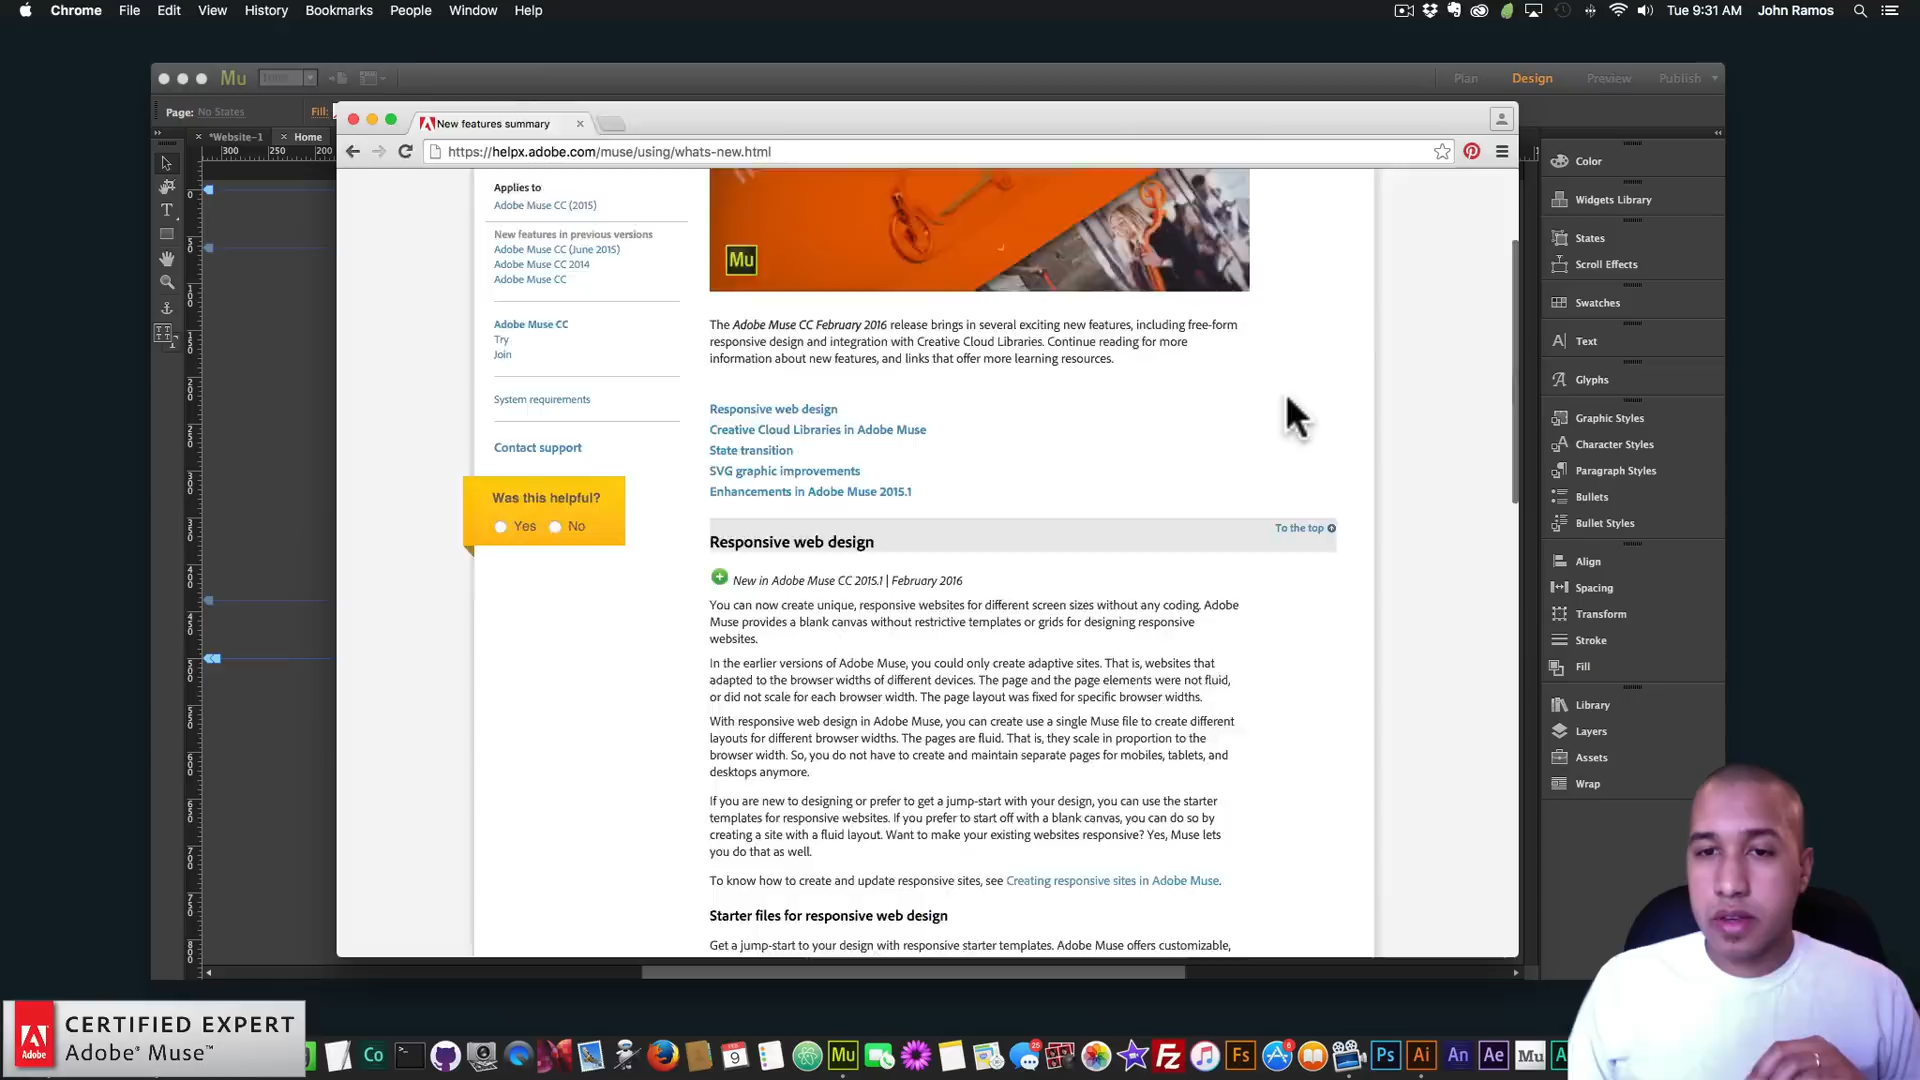 Chrome File Edit View History Bookmarks People Window Help
Tue 9:31 AM John Ramos
Mu
Plan Design Preview Publish
Page: No States Fill:
*Website-1 Home
New features summary
https://helpx.adobe.com/muse/using/whats-new.html
Applies to
Adobe Muse CC (2015)
New features in previous versions
Adobe Muse CC (June 2015)
Adobe Muse CC 2014
Adobe Muse CC
Adobe Muse CC
Try
Join
System requirements
Contact support
Was this helpful?
Yes No
Mu
The Adobe Muse CC February 2016 release brings in several exciting new features, including free-form
responsive design and integration with Creative Cloud Libraries. Continue reading for more
information about new features, and links that offer more learning resources.
Responsive web design
Creative Cloud Libraries in Adobe Muse
State transition
SVG graphic improvements
Enhancements in Adobe Muse 2015.1
To the top
Responsive web design
New in Adobe Muse CC 2015.1 | February 2016
You can now create unique, responsive websites for different screen sizes without any coding. Adobe
Muse provides a blank canvas without restrictive templates or grids for designing responsive
websites.
In the earlier versions of Adobe Muse, you could only create adaptive sites. That is, websites that
adapted to the browser widths of different devices. The page and the page elements were not fluid,
or did not scale for each browser width. The page layout was fixed for specific browser widths.
With responsive web design in Adobe Muse, you can create use a single Muse file to create different
layouts for different browser widths. The pages are fluid. That is, they scale in proportion to the
browser width. So, you do not have to create and maintain separate pages for mobiles, tablets, and
desktops anymore.
If you are new to designing or prefer to get a jump-start with your design, you can use the starter
templates for responsive websites. If you prefer to start off with a blank canvas, you can do so by
creating a site with a fluid layout. Want to make your existing websites responsive? Yes, Muse lets
you do that as well.
To know how to create and update responsive sites, see Creating responsive sites in Adobe Muse.
Starter files for responsive web design
Get a jump-start to your design with responsive starter templates. Adobe Muse offers customizable,
Color
Widgets Library
States
Scroll Effects
Swatches
Text
Glyphs
Graphic Styles
Character Styles
Paragraph Styles
Bullets
Bullet Styles
Align
Spacing
Transform
Stroke
Fill
Library
Layers
Assets
Wrap
CERTIFIED EXPERT
Adobe® Muse™
Adobe
Co 9 Mu 25 Fz Fs 6 Ps Ai An Ae Mu